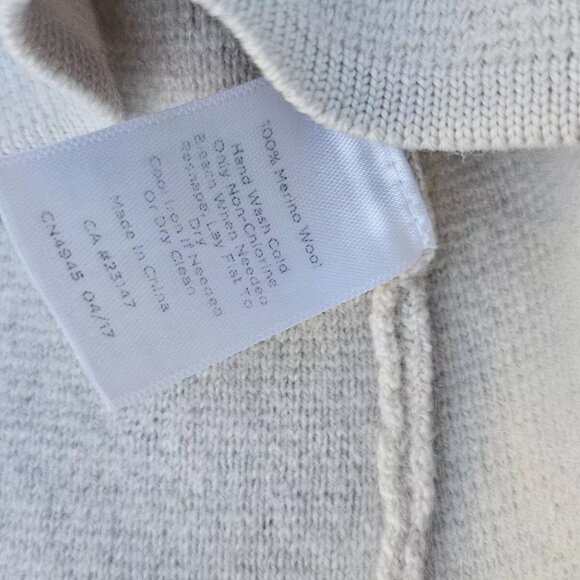 100% Merino Wool
Hand Wash Cold
Only Non-Chlorine
Bleach When Needed
Reshape, Lay Flat To
Dry
Cool Iron If Needed
Or Dry Clean
Made In China
CA#23147
CN4945 04/17